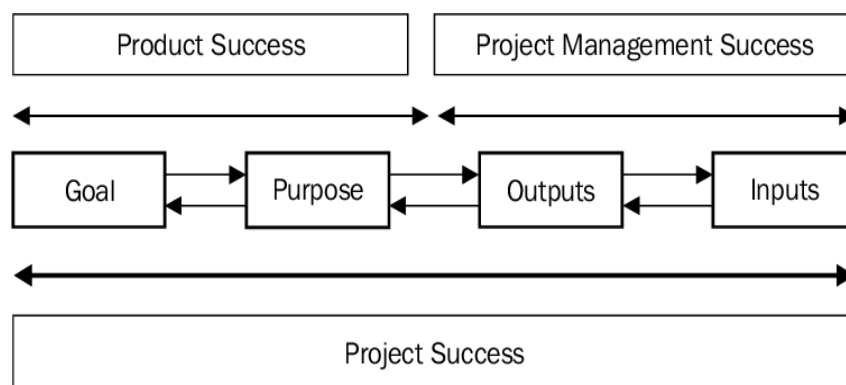 Product Success
Project Management Success
Goal
Purpose
Outputs
Inputs
Project Success